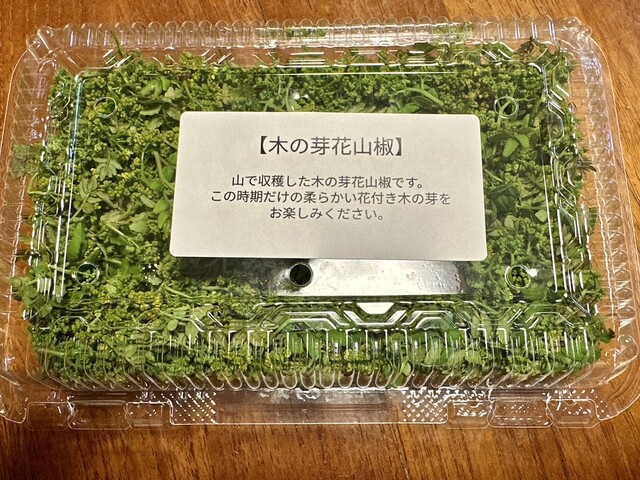 【木の芽花山椒】
山で収穫した木の芽花山椒です。
この時期だけの柔らかい花付き木の芽を
お楽しみください。